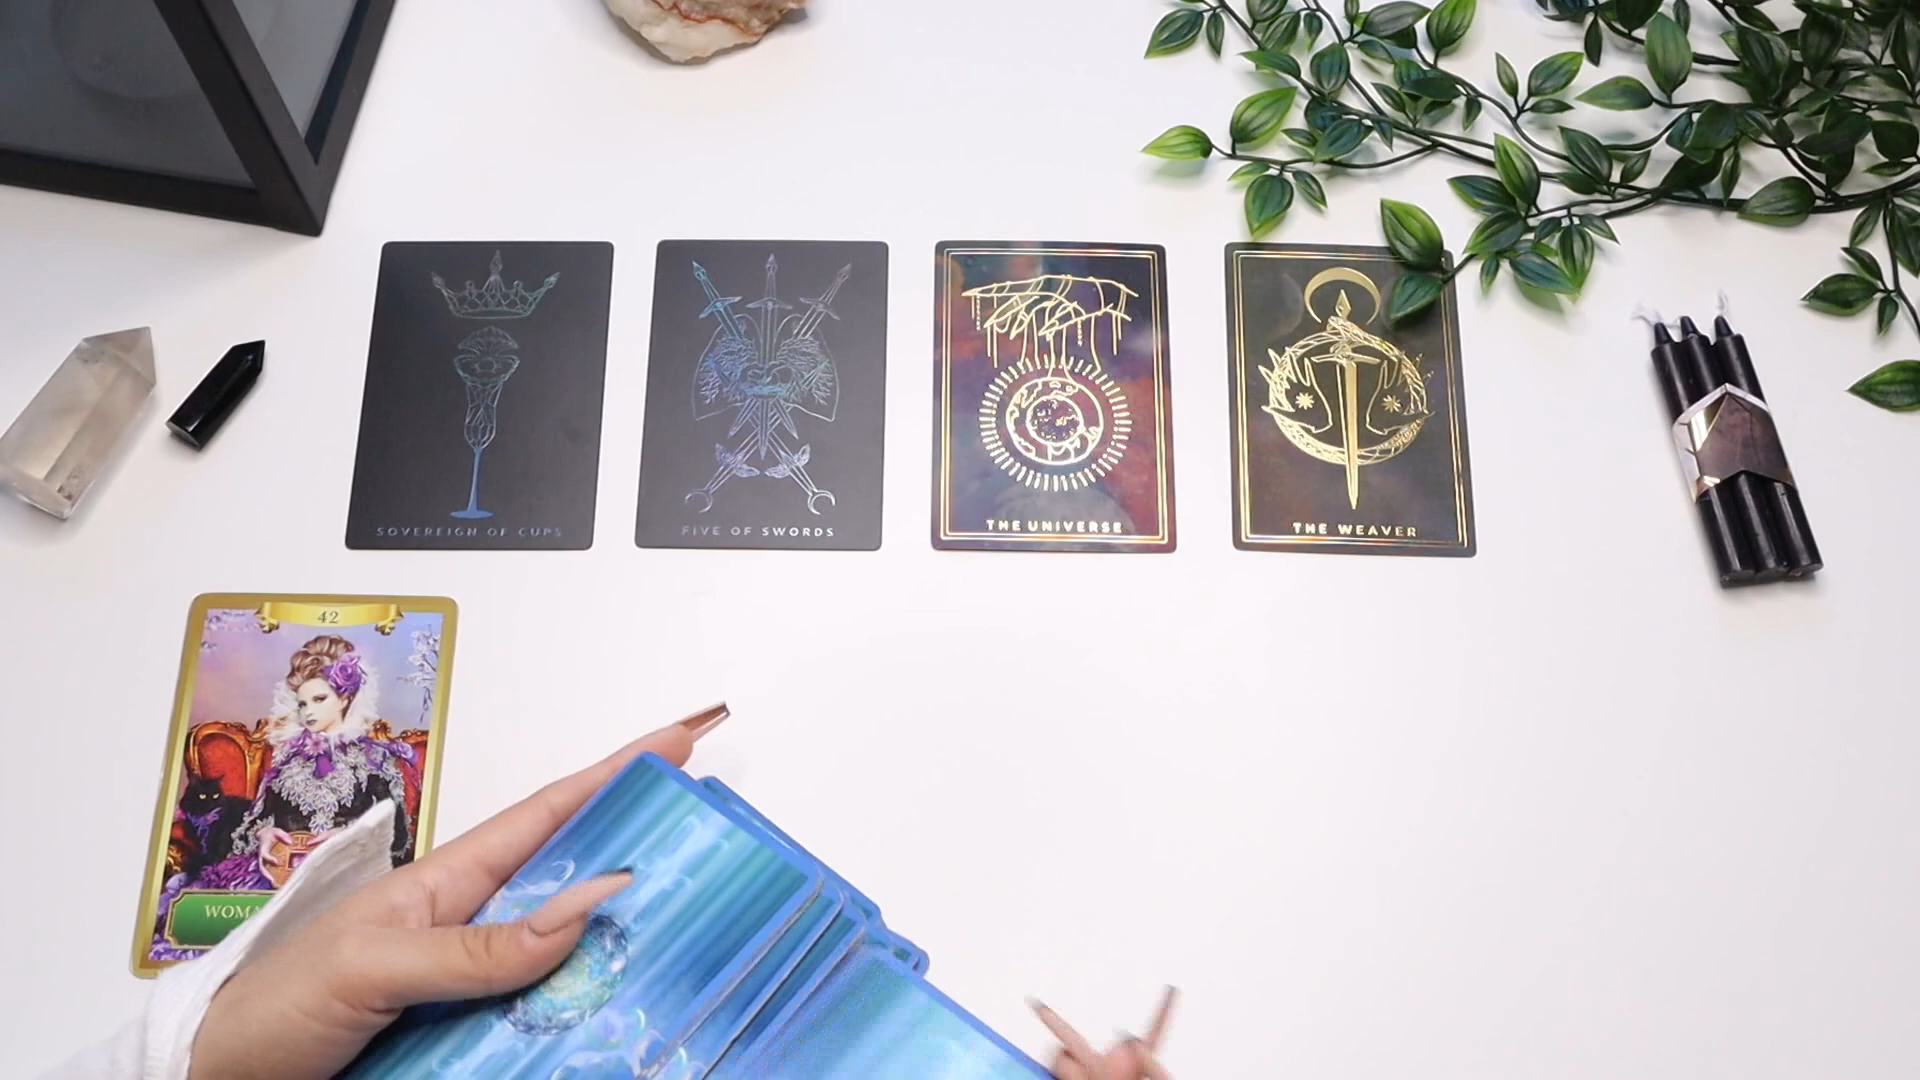 SOVEREIGN OF CUPS
FIVE OF SWORDS
THE UNIVERSE
THE WEAVER
42